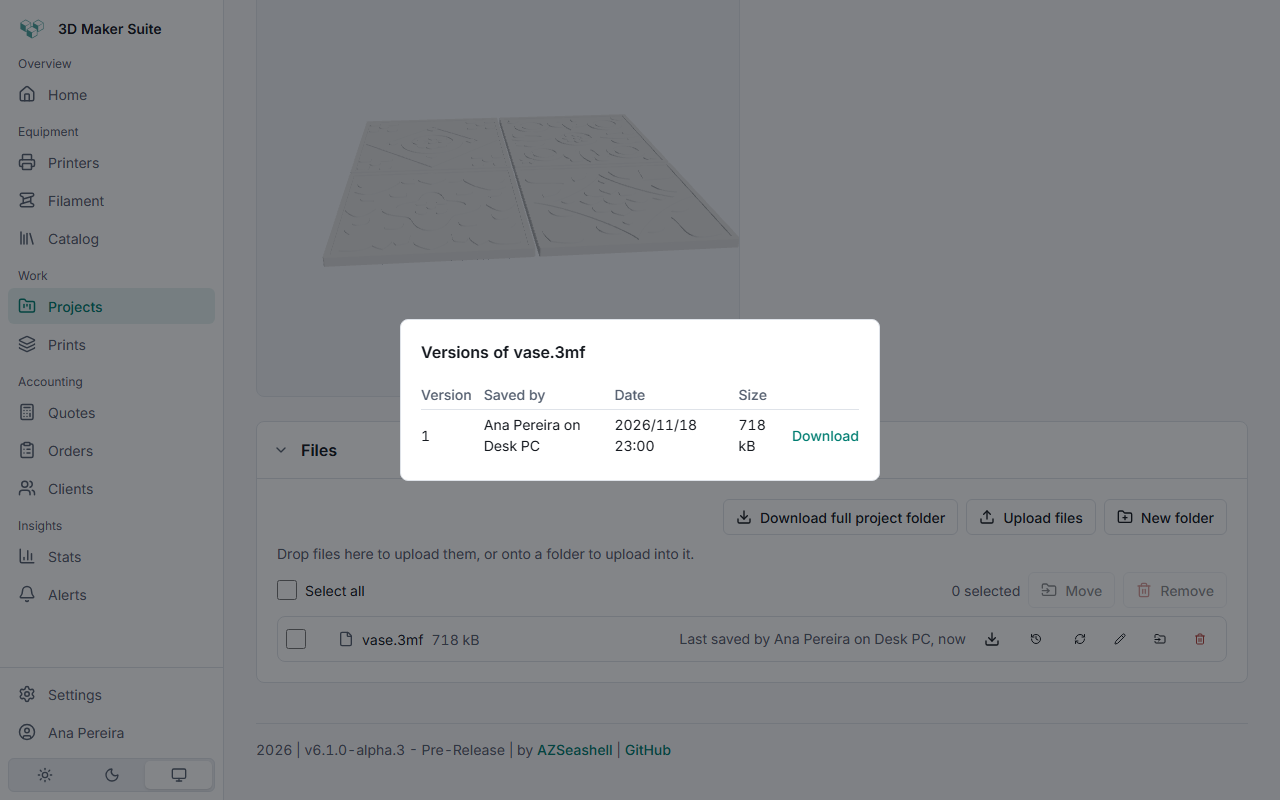 3D Maker Suite
Overview
Home
Equipment
Printers
Filament
Catalog
Work
Projects
Prints
Accounting
Quotes
Orders
Clients
Insights
Stats
Alerts
Settings
Ana Pereira
Versions of vase.3mf
Version Saved by Date Size
1 Ana Pereira on Desk PC 2026/11/18 23:00 718 kB Download
Files
Download full project folder Upload files New folder
Drop files here to upload them, or onto a folder to upload into it.
Select all 0 selected Move Remove
vase.3mf 718 kB Last saved by Ana Pereira on Desk PC, now
2026 | v6.1.0-alpha.3 - Pre-Release | by AZSeashell | GitHub